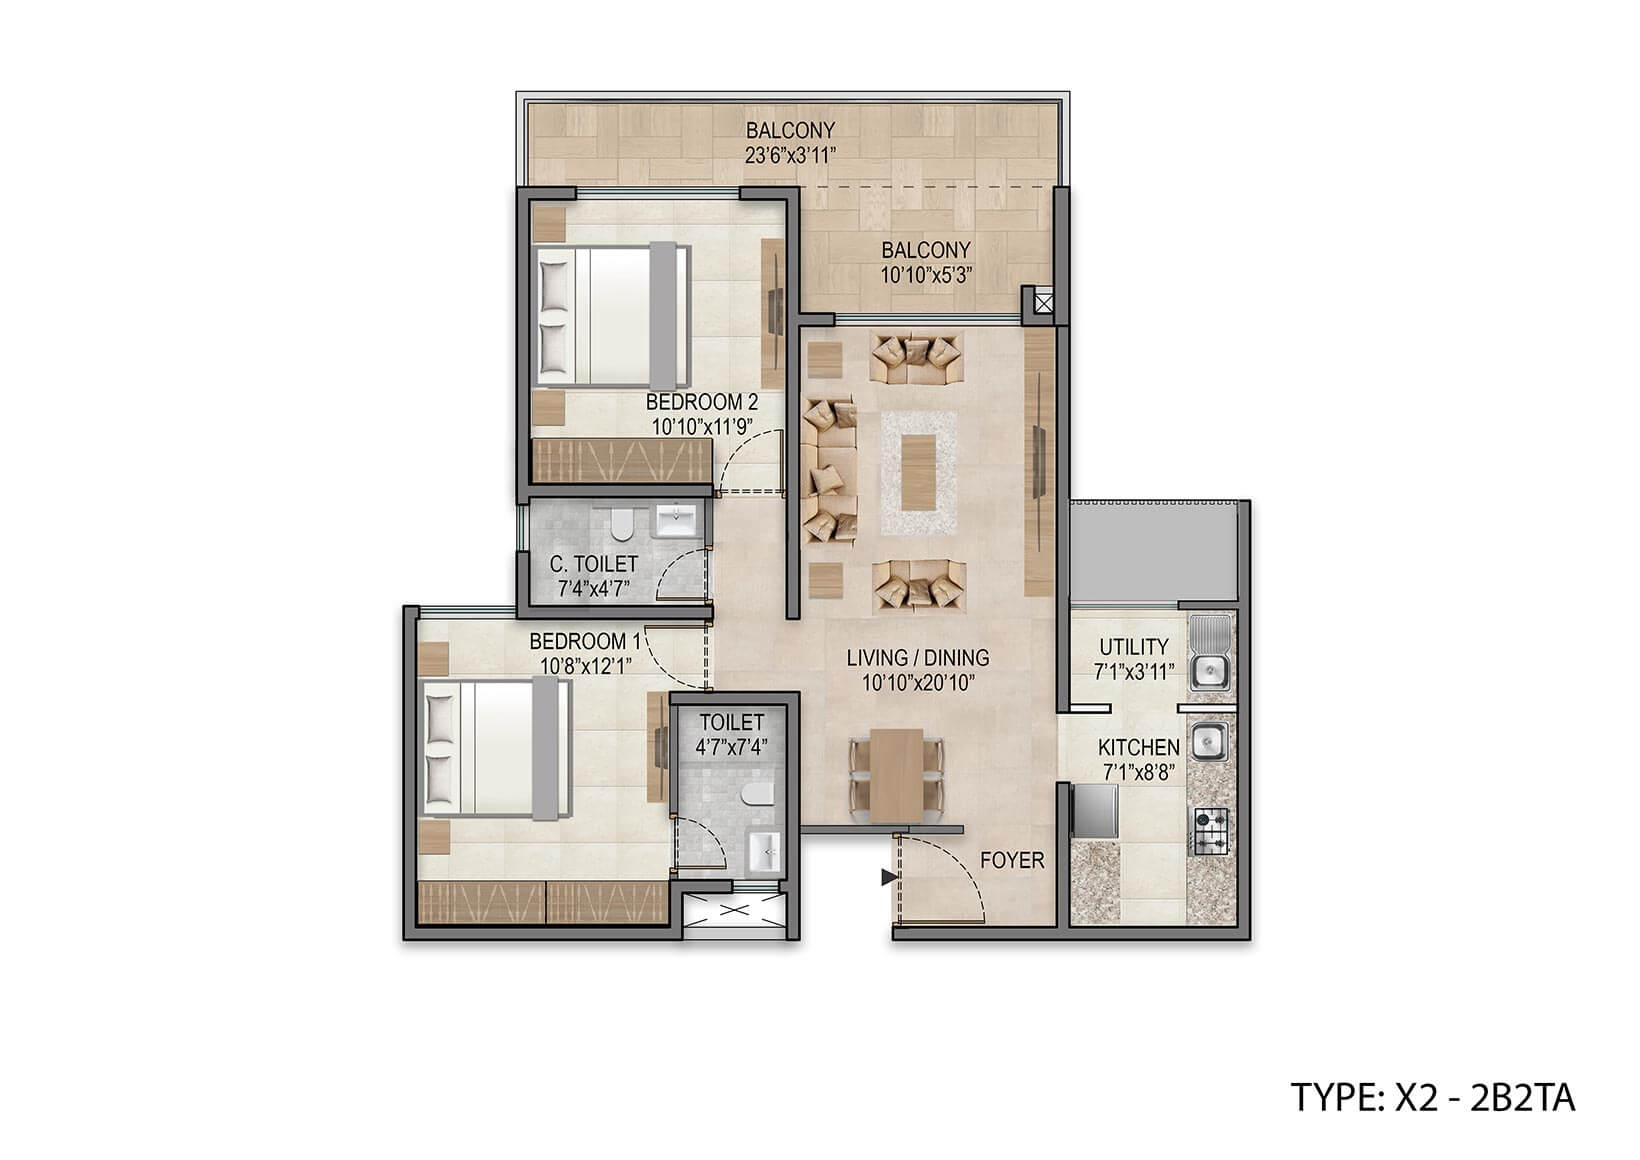 BALCONY
23’6”x3’11”
BALCONY
10’10”x5’3”
BEDROOM 2
10’10”x11’9”
C. TOILET
7’4”x4’7”
BEDROOM 1
10’8”x12’1”
LIVING / DINING
10’10”x20’10”
UTILITY
7’1”x3’11”
TOILET
4’7”x7’4”
KITCHEN
7’1”x8’8”
FOYER
TYPE: X2 - 2B2TA